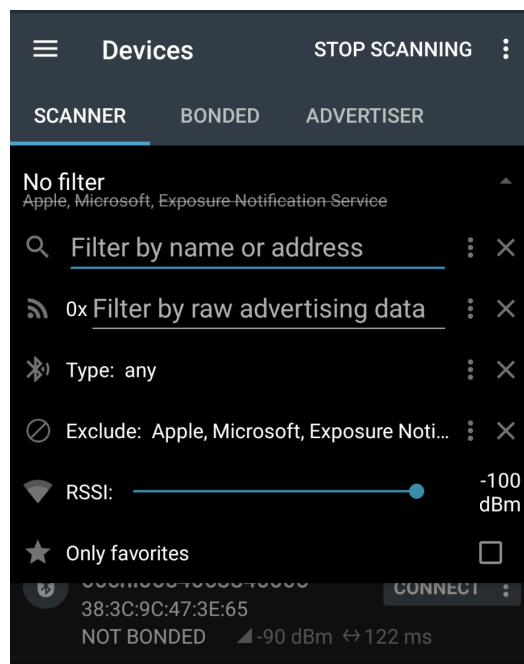 Devices
STOP SCANNING
SCANNER
BONDED
ADVERTISER
No filter
Apple, Microsoft, Exposure Notification Service
Filter by name or address
0x Filter by raw advertising data
Type: any
Exclude: Apple, Microsoft, Exposure Noti...
RSSI:
-100
dBm
Only favorites
CONNECT
38:3C:9C:47:3E:65
NOT BONDED
-90 dBm
122 ms